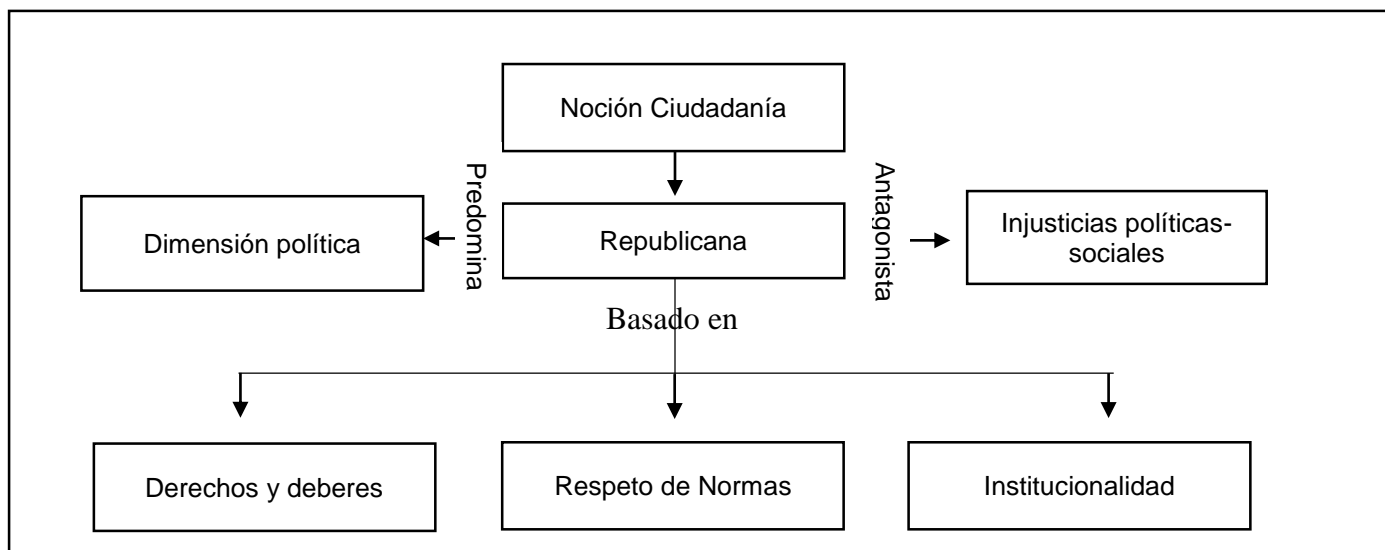 Noción Ciudadanía
Predomina
Antagonista
Dimensión política
Republicana
Injusticias políticas-
sociales
Basado en
Derechos y deberes
Respeto de Normas
Institucionalidad